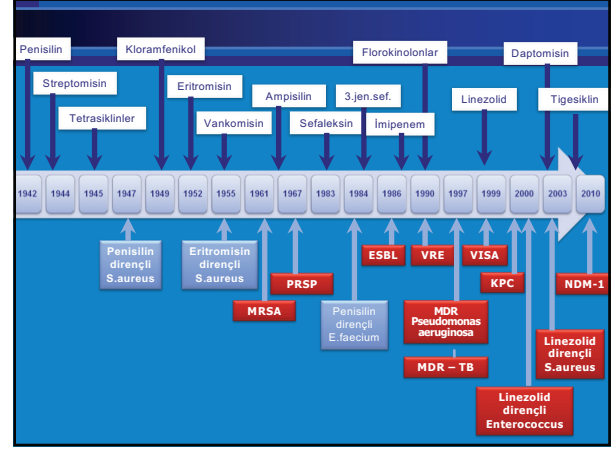 Penisilin
Kloramfenikol
Florokinolonlar
Daptomisin
Streptomisin
Eritromisin
Ampisilin
3.jen.sef.
Linezolid
Tigesiklin
Tetrasiklinler
Vankomisin
Sefaleksin
İmipenem
1942 1944 1945 1947 1949 1952 1955 1961 1967 1983 1984 1986 1990 1997 1999 2000 2003 2010
Penisilin
dirençli
S.aureus
Eritromisin
dirençli
S.aureus
ESBL
VRE
VISA
PRSP
KPC
NDM-1
MRSA
Penisilin
dirençli
E.faecium
MDR
Pseudomonas
aeruginosa
Linezolid
dirençli
S.aureus
MDR – TB
Linezolid
dirençli
Enterococcus